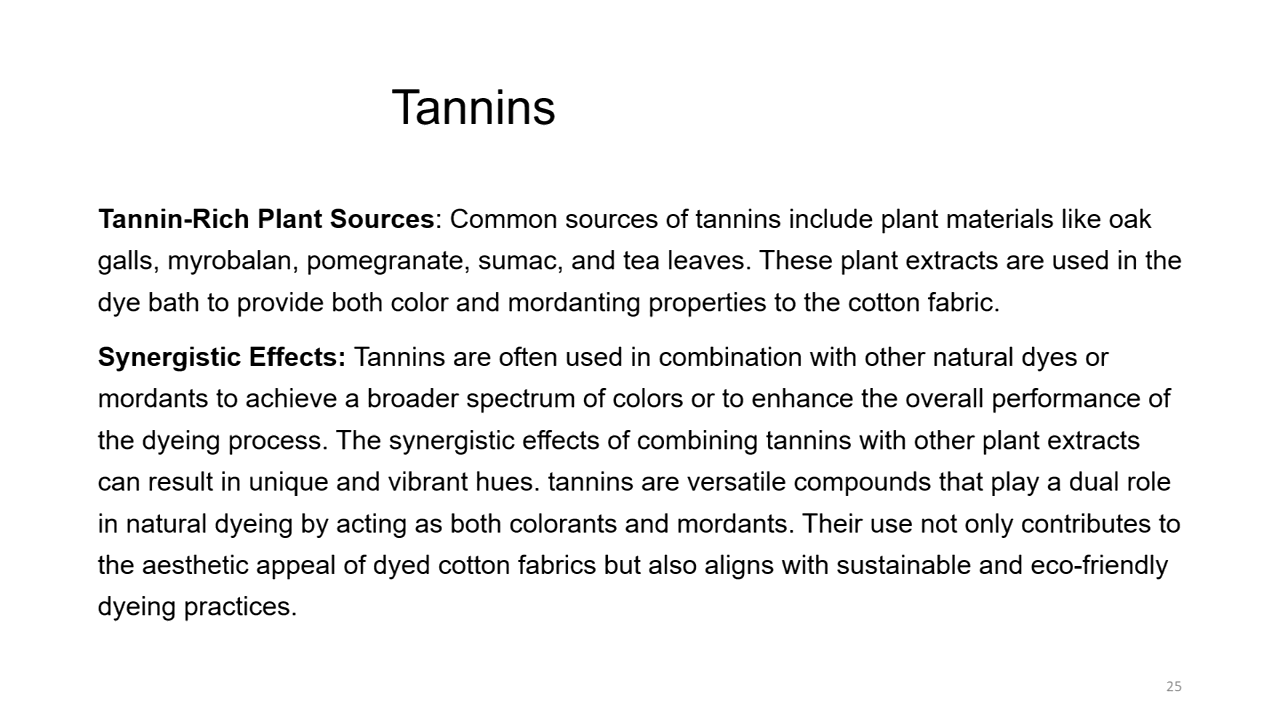 Tannins
Tannin-Rich Plant Sources: Common sources of tannins include plant materials like oak
galls, myrobalan, pomegranate, sumac, and tea leaves. These plant extracts are used in the
dye bath to provide both color and mordanting properties to the cotton fabric.
Synergistic Effects: Tannins are often used in combination with other natural dyes or
mordants to achieve a broader spectrum of colors or to enhance the overall performance of
the dyeing process. The synergistic effects of combining tannins with other plant extracts
can result in unique and vibrant hues. tannins are versatile compounds that play a dual role
in natural dyeing by acting as both colorants and mordants. Their use not only contributes to
the aesthetic appeal of dyed cotton fabrics but also aligns with sustainable and eco-friendly
dyeing practices.
25